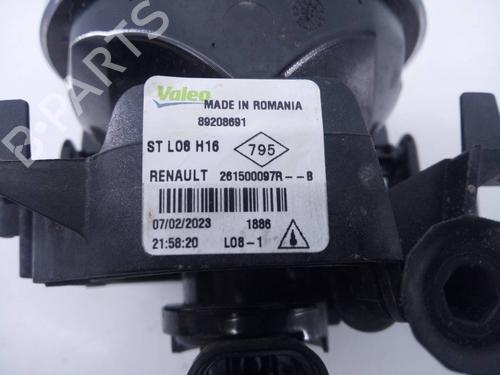 B-PARTS
Valeo MADE IN ROMANIA
89208691
ST L08 H16 795
RENAULT 261500097R--B
07/02/2023 1886
21:58:20 L08-1